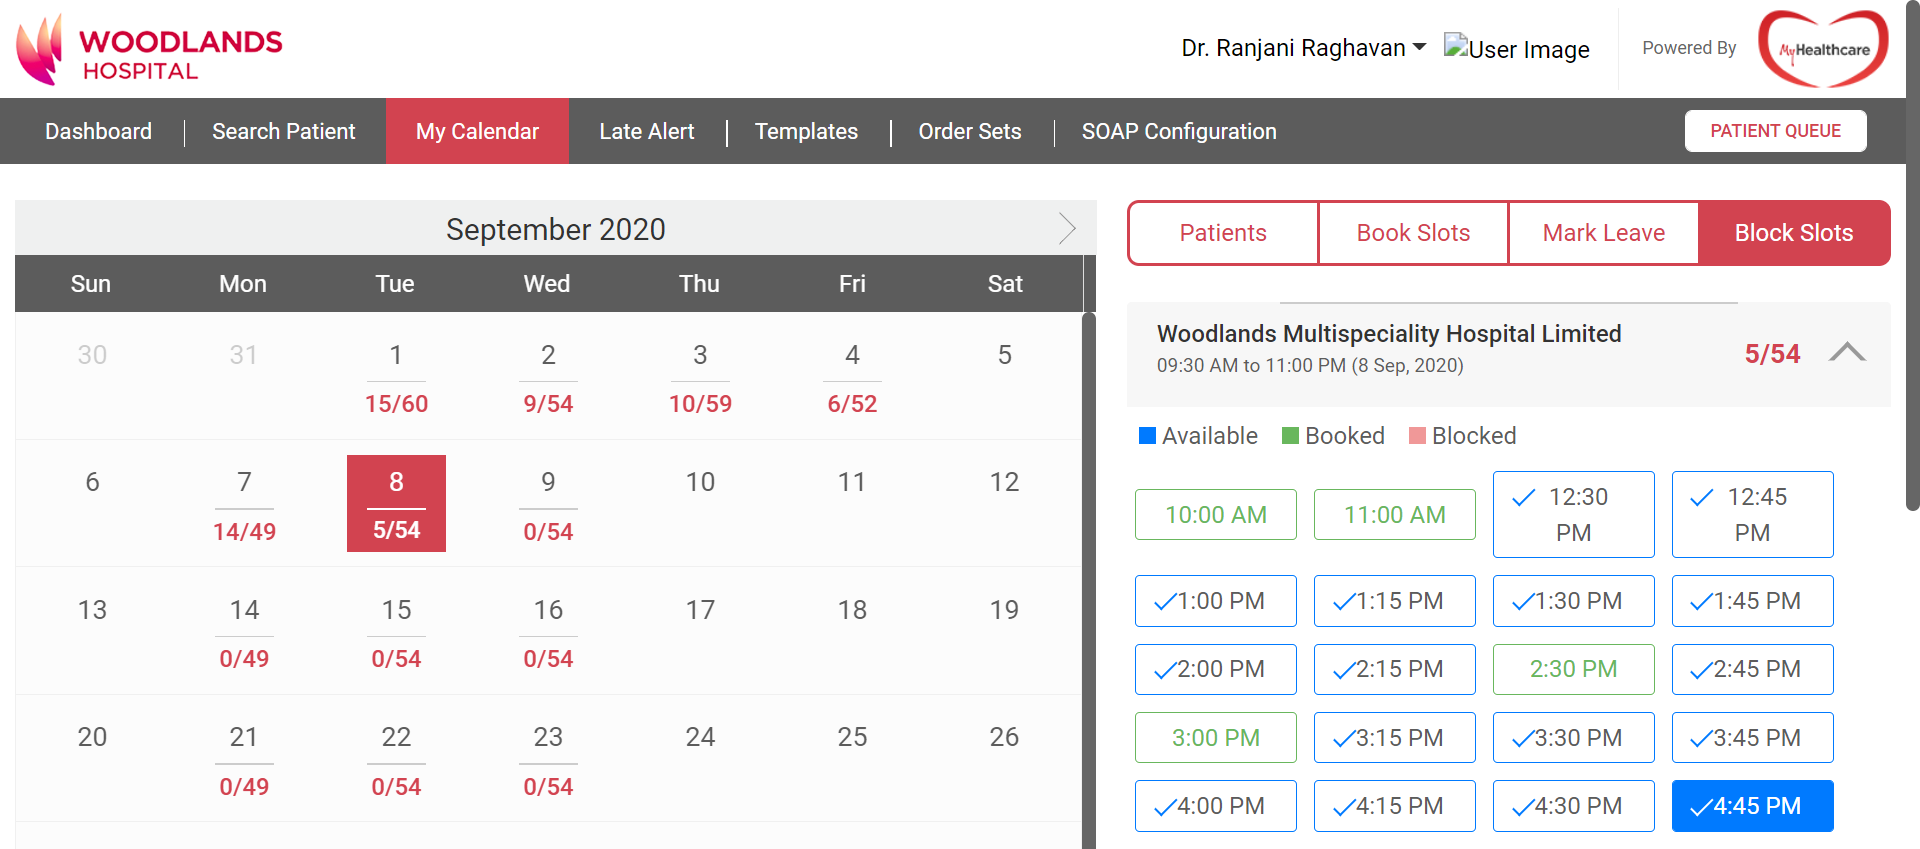 WOODLANDS
HOSPITAL
Dr. Ranjani Raghavan
User Image
Powered By
MyHealthcare
Dashboard
Search Patient
My Calendar
Late Alert
Templates
Order Sets
SOAP Configuration
PATIENT QUEUE
September 2020
Sun Mon Tue Wed Thu Fri Sat
30 31 1 2 3 4 5
15/60 9/54 10/59 6/52
6 7 8 9 10 11 12
14/49 5/54 0/54
13 14 15 16 17 18 19
0/49 0/54 0/54
20 21 22 23 24 25 26
0/49 0/54 0/54
Patients
Book Slots
Mark Leave
Block Slots
Woodlands Multispeciality Hospital Limited
09:30 AM to 11:00 PM (8 Sep, 2020)
5/54
Available Booked Blocked
10:00 AM
11:00 AM
12:30
PM
12:45
PM
1:00 PM 1:15 PM 1:30 PM 1:45 PM
2:00 PM 2:15 PM 2:30 PM 2:45 PM
3:00 PM 3:15 PM 3:30 PM 3:45 PM
4:00 PM 4:15 PM 4:30 PM 4:45 PM